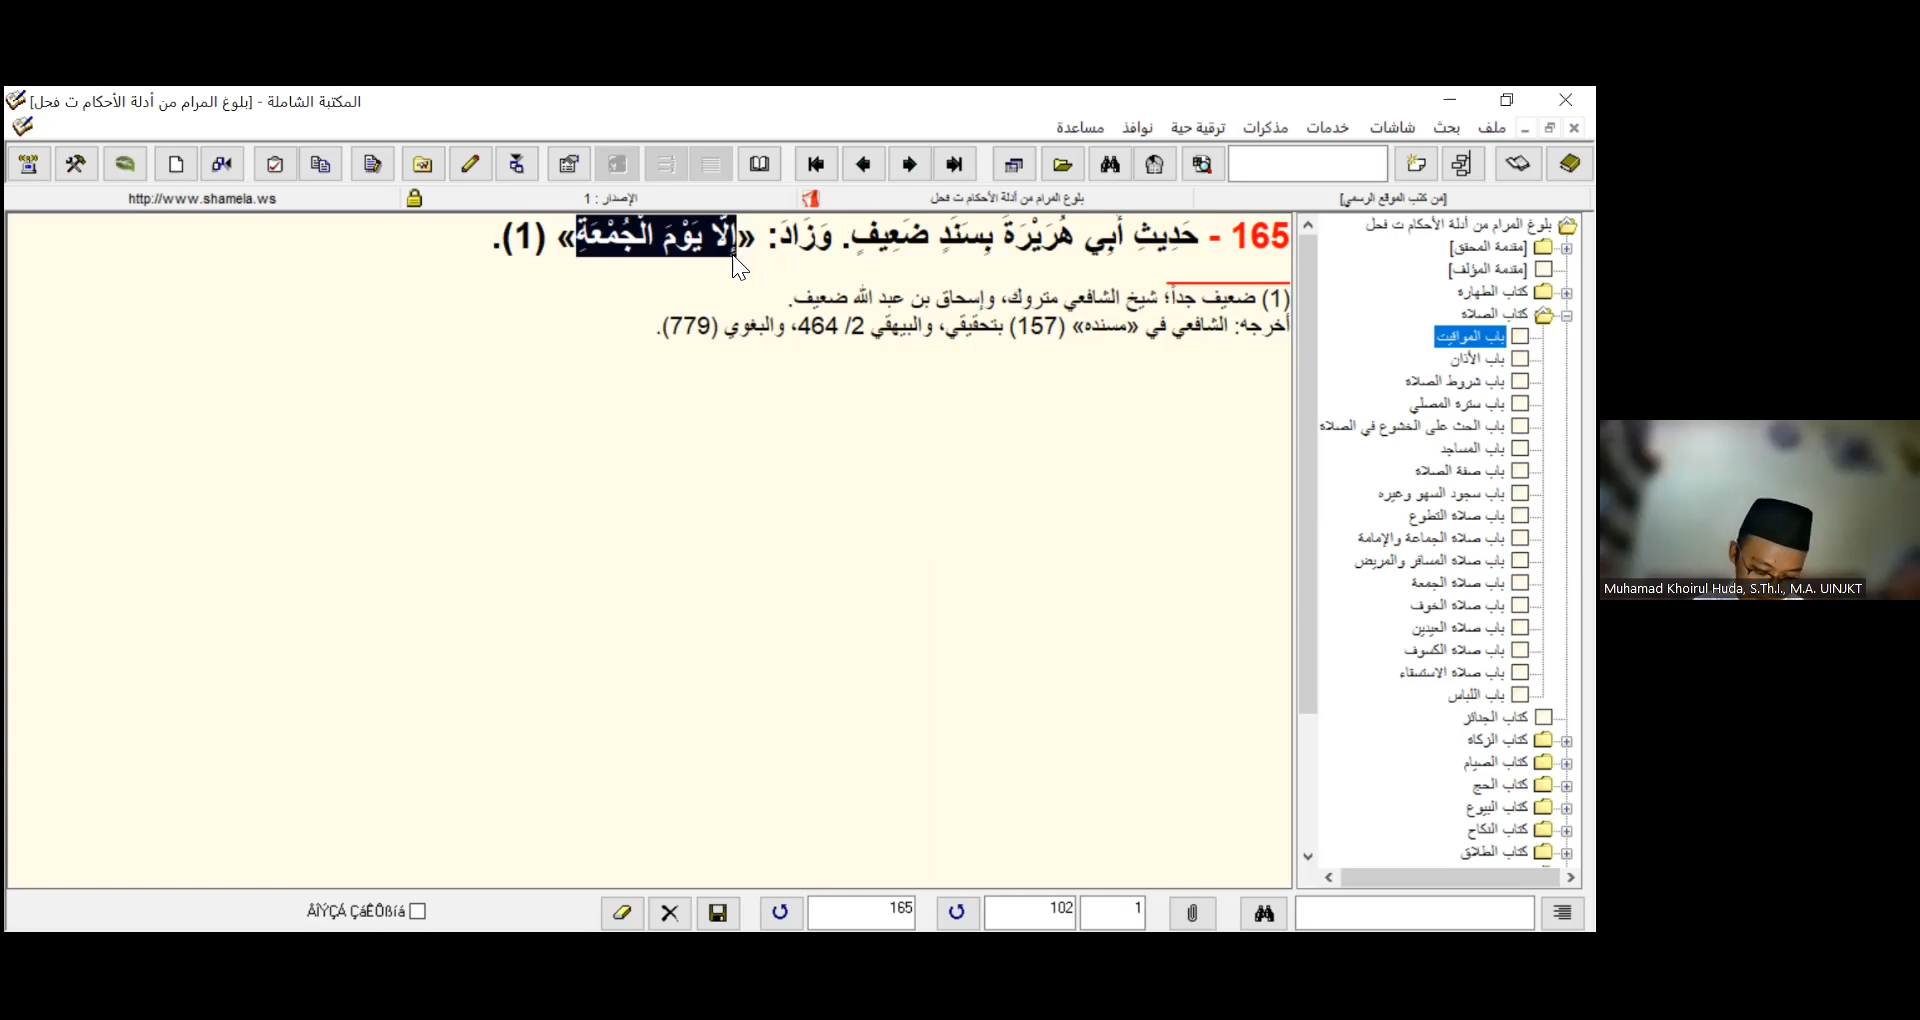 المكتبة الشاملة - [بلوغ المرام من أدلة الأحكام ت فحل]
ملف بحث شاشات خدمات مذكرات ترقية حية نوافذ مساعدة
[من كتب الموقع الرسمي]
بلوغ المرام من أدلة الأحكام ت فحل
الإصدار : 1
http://www.shamela.ws
165 - حَدِيثِ أَبِي هُرَيْرَةَ بِسَنَدٍ ضَعِيفٍ. وَزَادَ: «إِلَّا يَوْمَ الْجُمْعَةِ» (1).
(1) ضعيف جداً؛ شيخ الشافعي متروك، وإسحاق بن عبد الله ضعيف.
أخرجه: الشافعي في «مسنده» (157) بتحقيقي، والبيهقي 2/ 464، والبغوي (779).
بلوغ المرام من أدلة الأحكام ت فحل
[مقدمة المحقق]
[مقدمة المؤلف]
كتاب الطهارة
كتاب الصلاة
باب المواقيت
باب الأذان
باب شروط الصلاة
باب سترة المصلي
باب الحث على الخشوع في الصلاة
باب المساجد
باب صفة الصلاة
باب سجود السهو وغيره
باب صلاة التطوع
باب صلاة الجماعة والإمامة
باب صلاة المسافر والمريض
باب صلاة الجمعة
باب صلاة الخوف
باب صلاة العيدين
باب صلاة الكسوف
باب صلاة الاستسقاء
باب اللباس
كتاب الجنائز
كتاب الزكاة
كتاب الصيام
كتاب الحج
كتاب البيوع
كتاب النكاح
كتاب الطلاق
1
102
165
ÅÎÝÇÁ ÇáÊÔßíá
Muhamad Khoirul Huda, S.Th.I., M.A. UINJKT